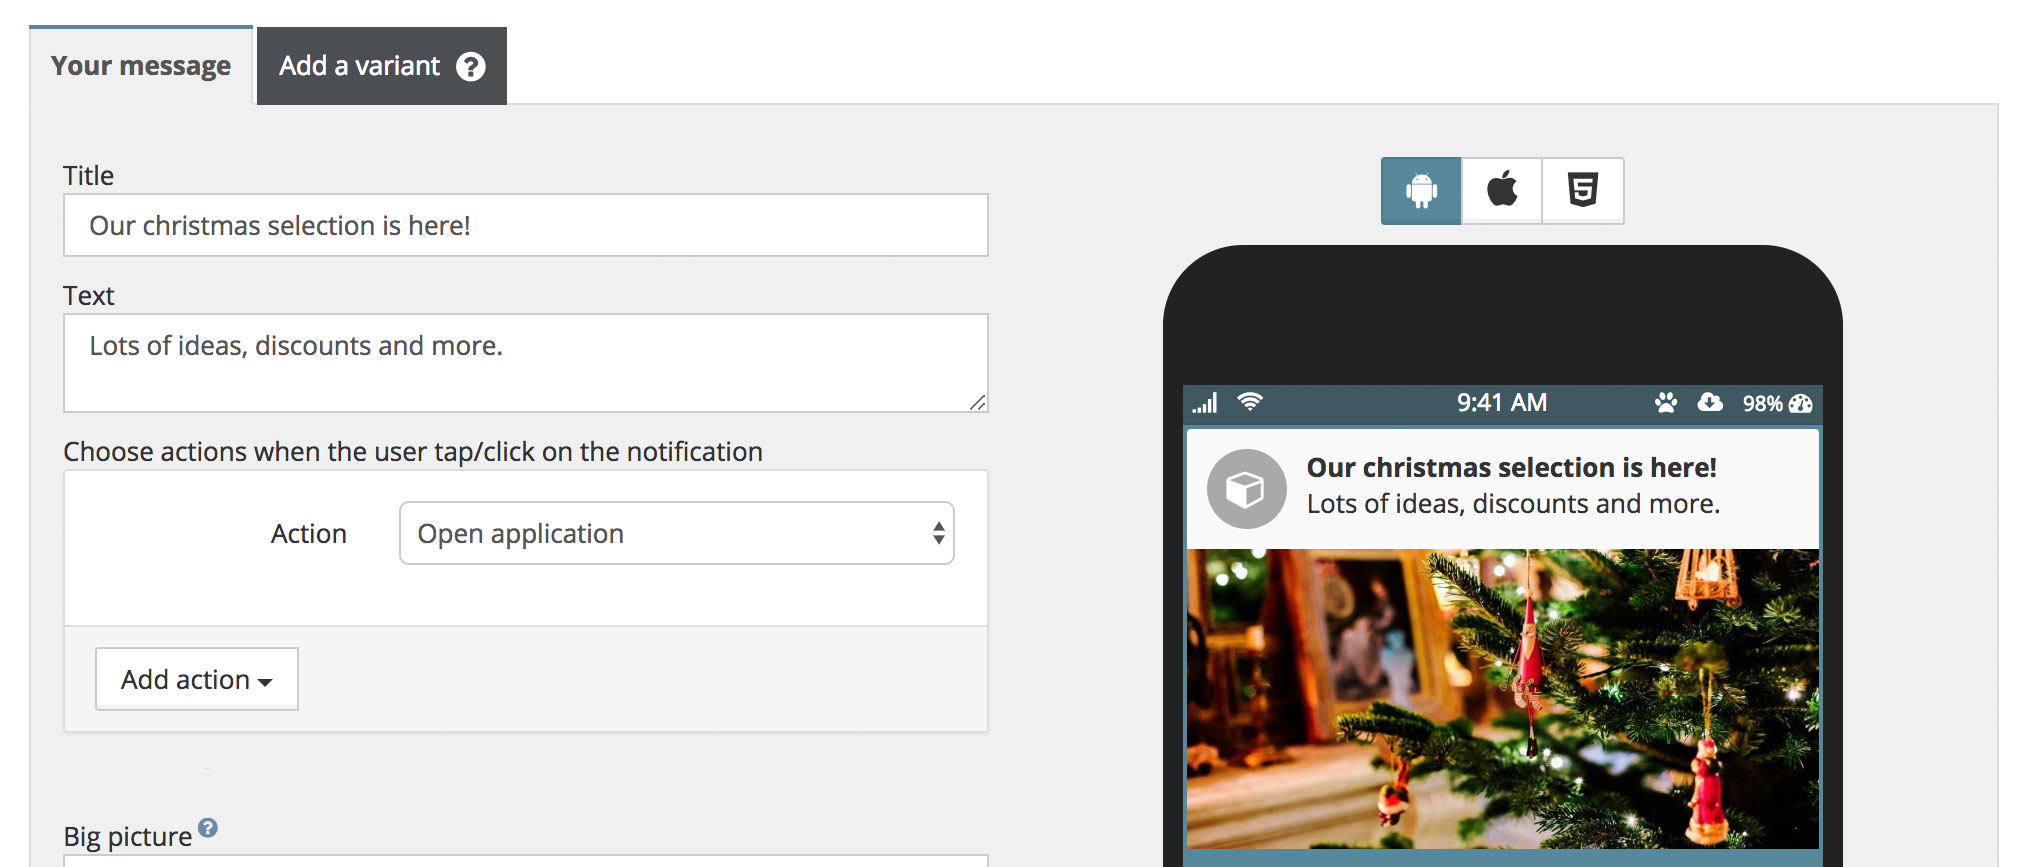 Your message
Add a variant ?
Title
Our christmas selection is here!
Text
Lots of ideas, discounts and more.
Choose actions when the user tap/click on the notification
Action
Open application
Add action
Big picture ?
9:41 AM
98%
Our christmas selection is here!
Lots of ideas, discounts and more.